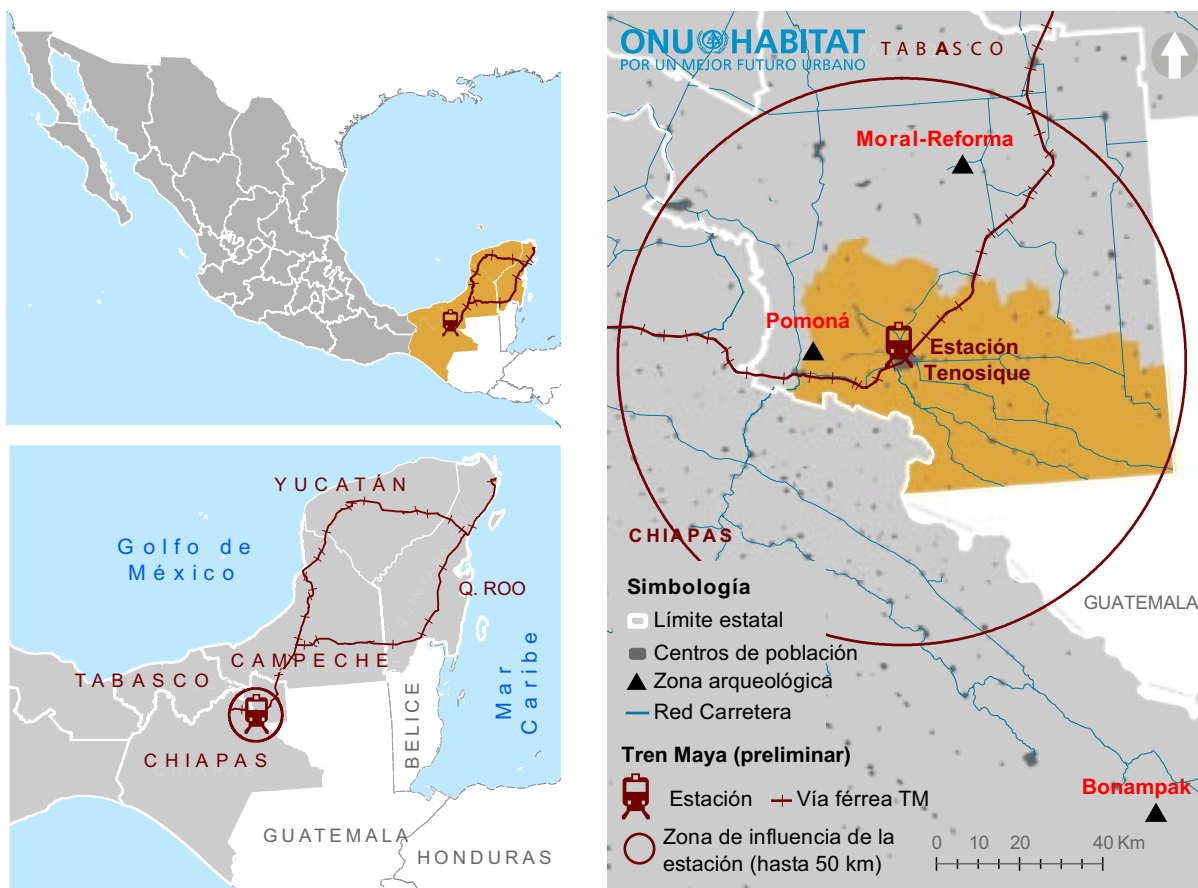 YUCATÁN
Golfo de
México
Q. ROO
QUINTA
CAMPECHE
TABASCO
Mar
Caribe
BELICE
CHIAPAS
CHIAPAS
GUATEMALA
HONDURAS
ONU HABITAT
POR UN MEJOR FUTURO URBANO
TABASCO
Moral-Reforma
Pomoná
Estación
Tenosique
CHIAPAS
GUATEMALA
Simbología
Límite estatal
Centros de población
Zona arqueológica
Red Carretera
Tren Maya (preliminar)
Estación
Vía férrea TM
Zona de influencia de la
estación (hasta 50 km)
Bonampak
0 10 20 40 Km